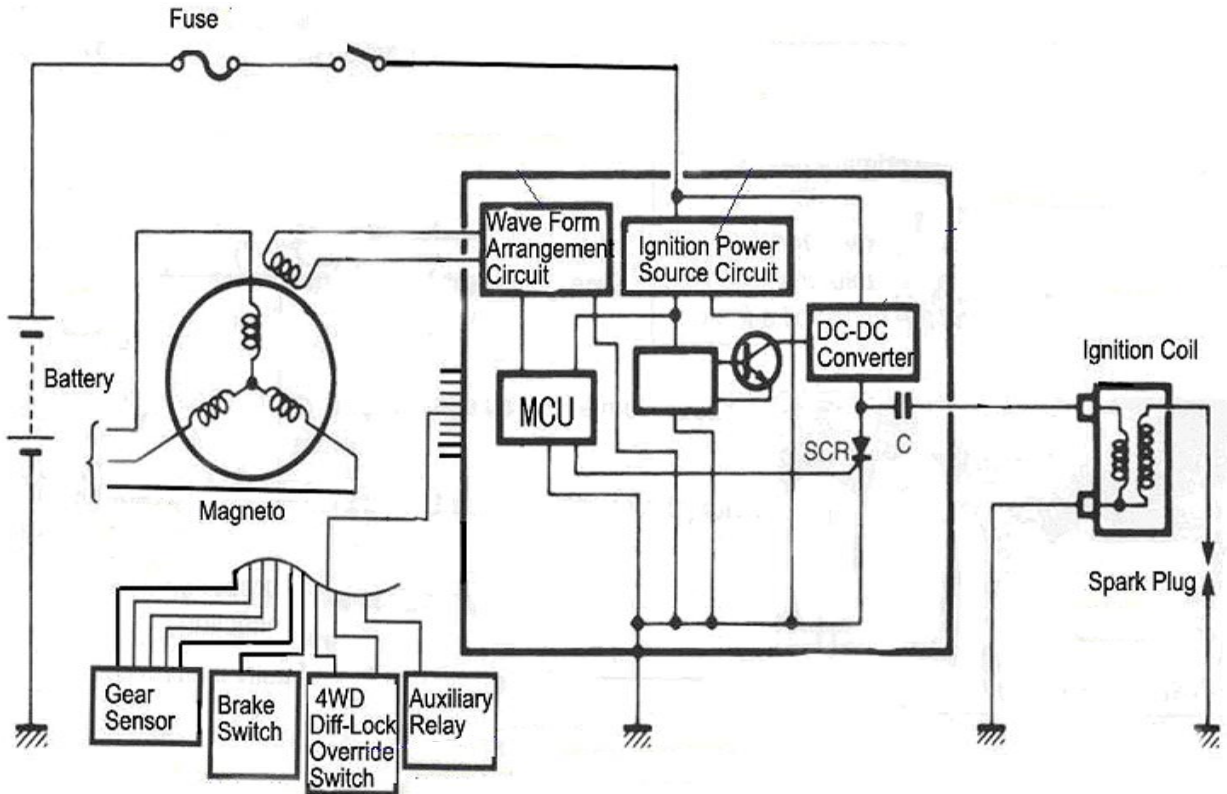 Fuse
Wave Form
Arrangement
Circuit
Ignition Power
Source Circuit
DC-DC
Converter
Ignition Coil
Battery
MCU
SCR
C
Magneto
Spark Plug
Gear
Sensor
Brake
Switch
4WD
Diff-Lock
Override
Switch
Auxiliary
Relay